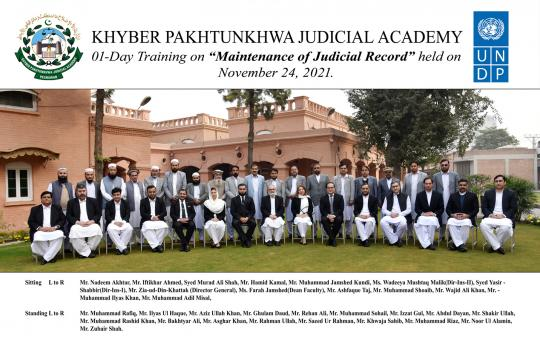 KHYBER PAKHTUNKHWA JUDICIAL ACADEMY
01-Day Training on “Maintenance of Judicial Record” held on
November 24, 2021.
U N
D P
Sitting L to R Mr. Nadeem Akhtar, Mr. Iftikhar Ahmed, Syed Murad Ali Shah, Mr. Hamid Kamal, Mr. Muhammad Jamshed Kundi, Ms. Wadeeya Mushtaq Malik(Dir-Ins-II), Syed Yasir -
Shabbir(Dir-Ins-I), Mr. Zia-ud-Din-Khattak (Director General), Ms. Farah Jamshed(Dean Faculty), Mr. Ashfaque Taj, Mr. Muhammad Shoaib, Mr. Wajid Ali Khan, Mr. -
Muhammad Ilyas Khan, Mr. Muhammad Adil Misal,
Standing L to R Mr. Muhammad Rafiq, Mr. Ilyas Ul Haque, Mr. Aziz Ullah Khan, Mr. Ghulam Daud, Mr. Rehan Ali, Mr. Muhammad Sohail, Mr. Izzat Gul, Mr. Abdul Dayan, Mr. Shakir Ullah,
Mr. Muhammad Rashid Khan, Mr. Bakhtyar Ali, Mr. Asghar Khan, Mr. Rahman Ullah, Mr. Saeed Ur Rahman, Mr. Khwaja Sahib, Mr. Muhammad Riaz, Mr. Noor Ul Alamin,
Mr. Zubair Shah.